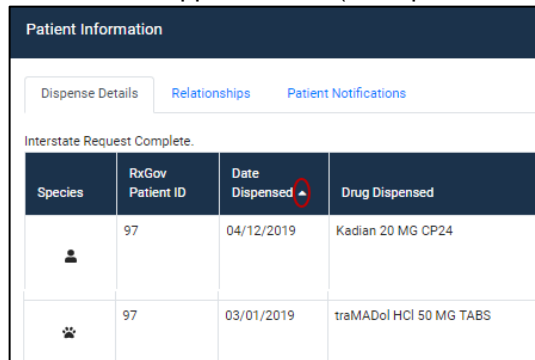 Patient Information
Dispense Details Relationships Patient Notifications
Interstate Request Complete.
Species RxGov Patient ID Date Dispensed Drug Dispensed
97 04/12/2019 Kadian 20 MG CP24
97 03/01/2019 traMADol HCl 50 MG TABS